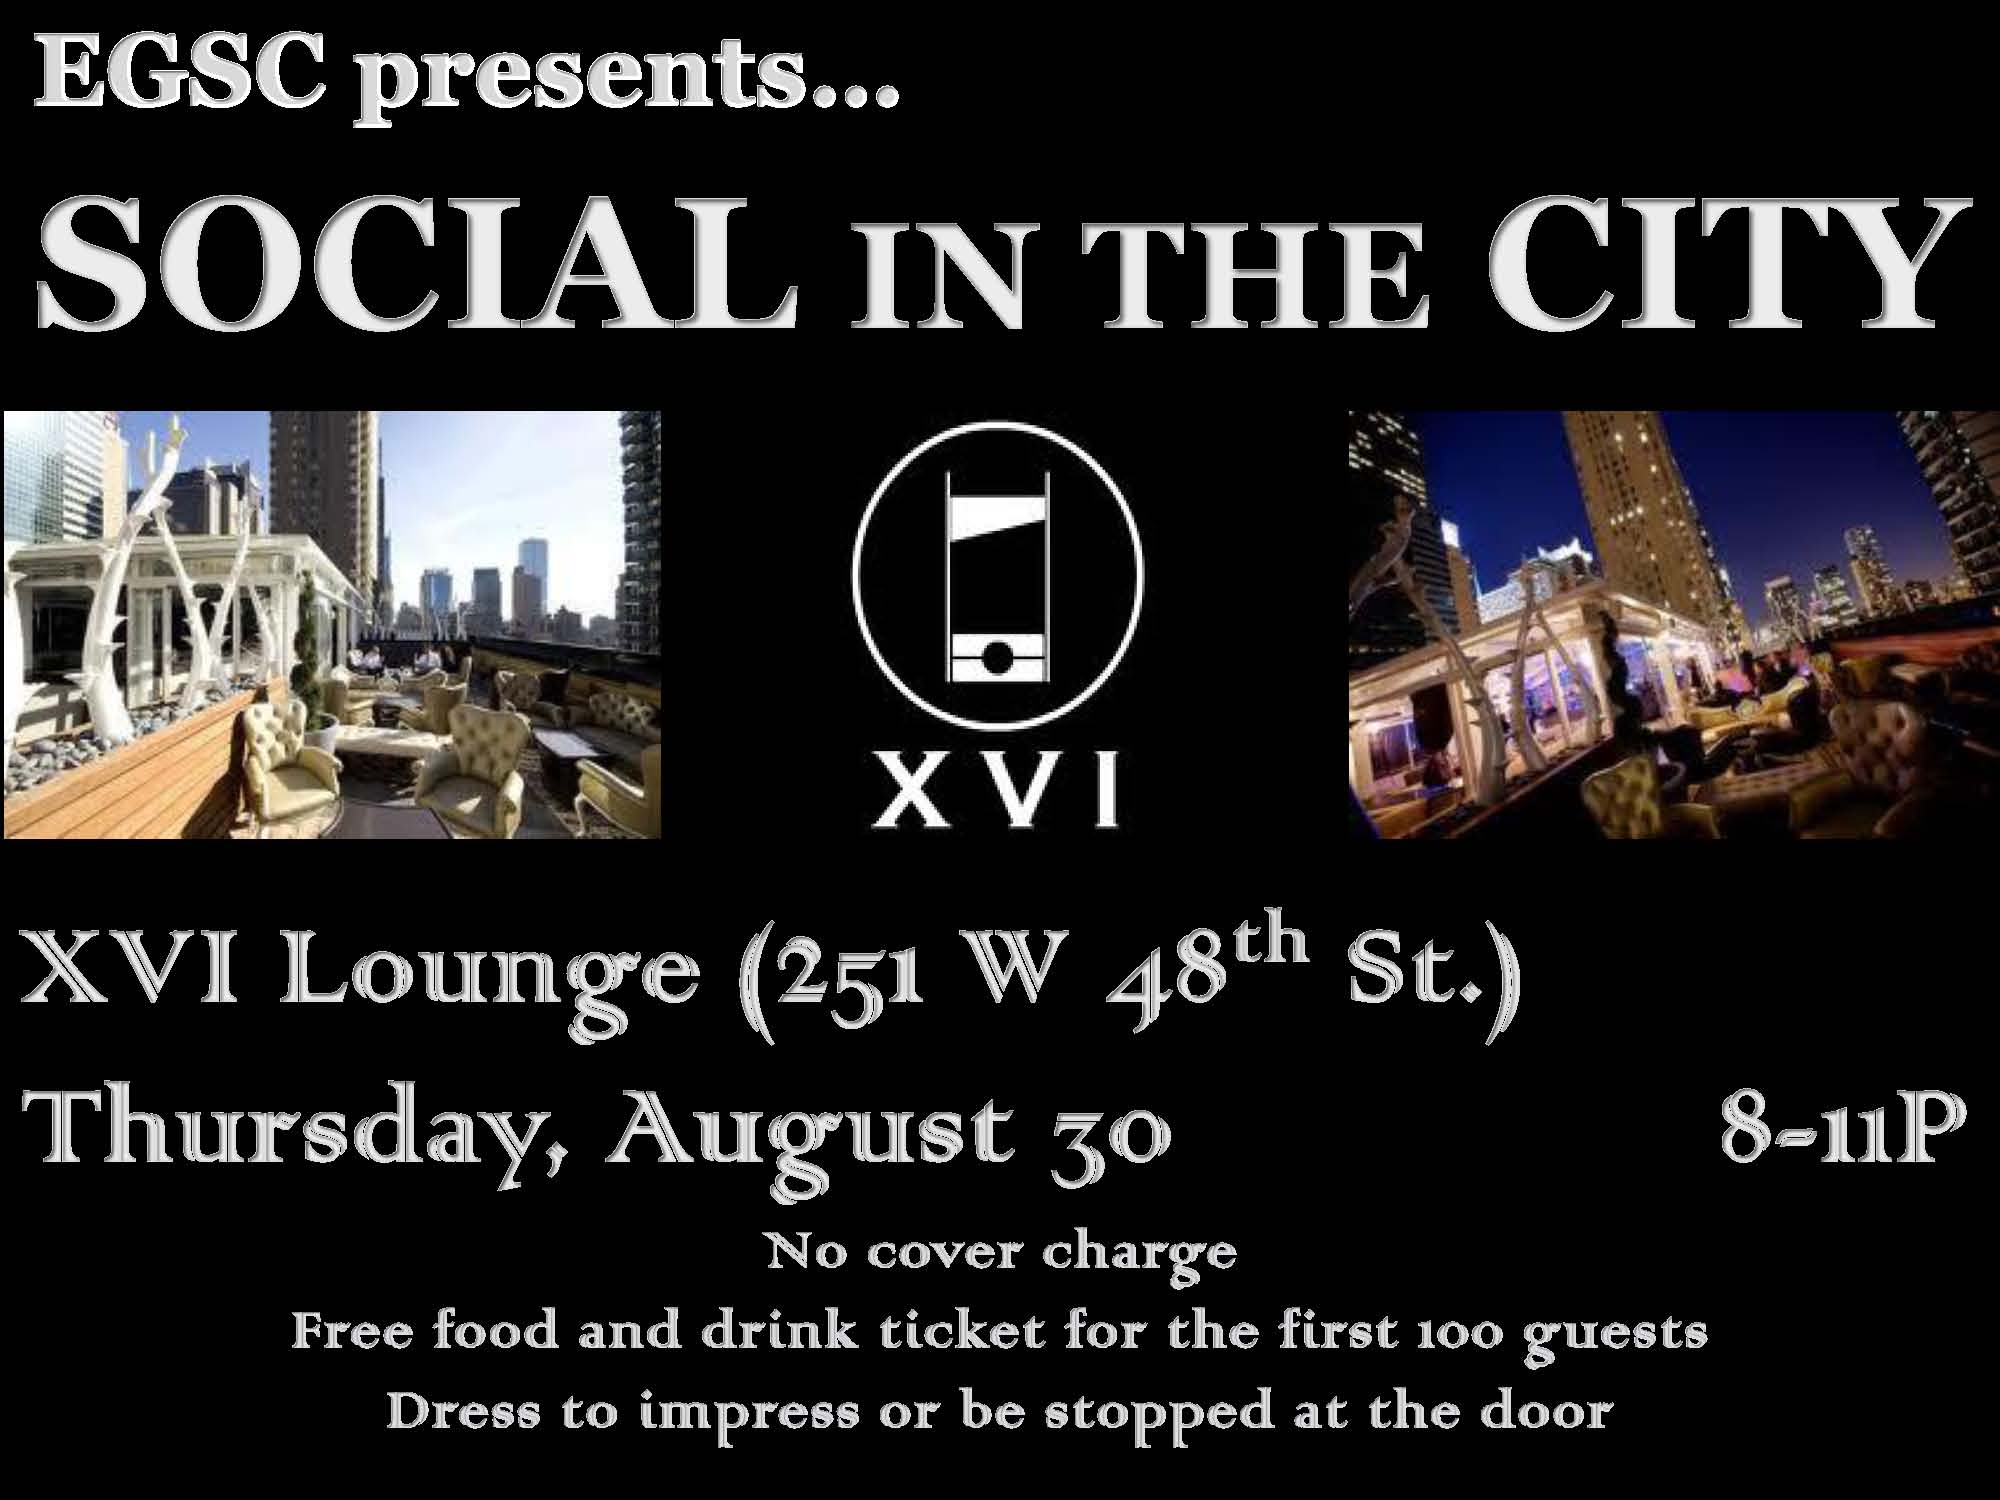 EGSC presents...
SOCIAL IN THE CITY
XVI
XVI Lounge (251 W 48th St.)
Thursday, August 30 8-11P
No cover charge
Free food and drink ticket for the first 100 guests
Dress to impress or be stopped at the door